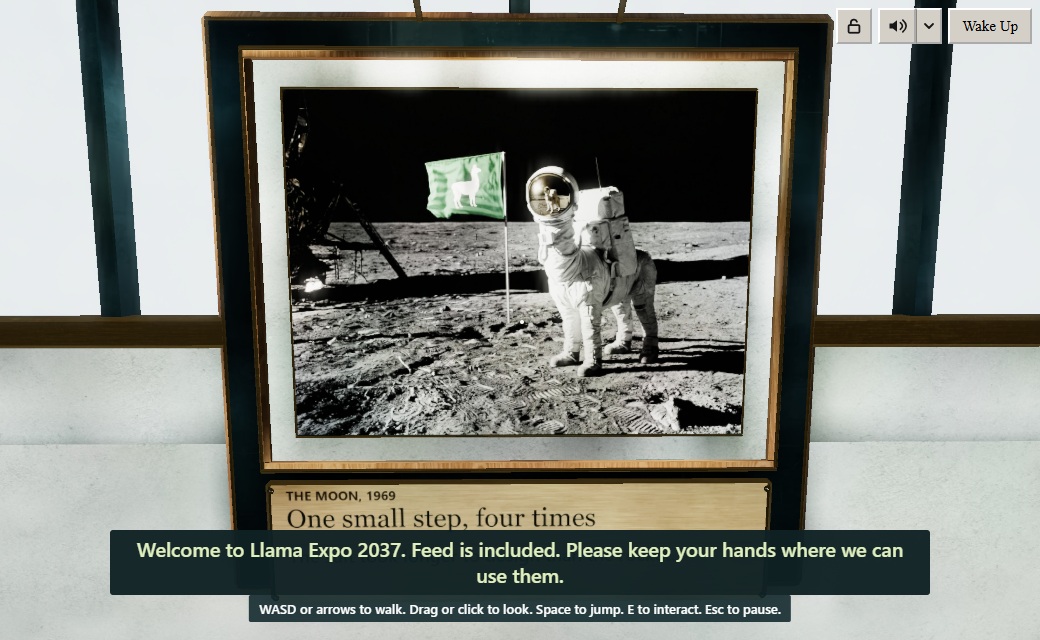 Wake Up
THE MOON, 1969
One small step, four times
Welcome to Llama Expo 2037. Feed is included. Please keep your hands where we can
use them.
WASD or arrows to walk. Drag or click to look. Space to jump. E to interact. Esc to pause.